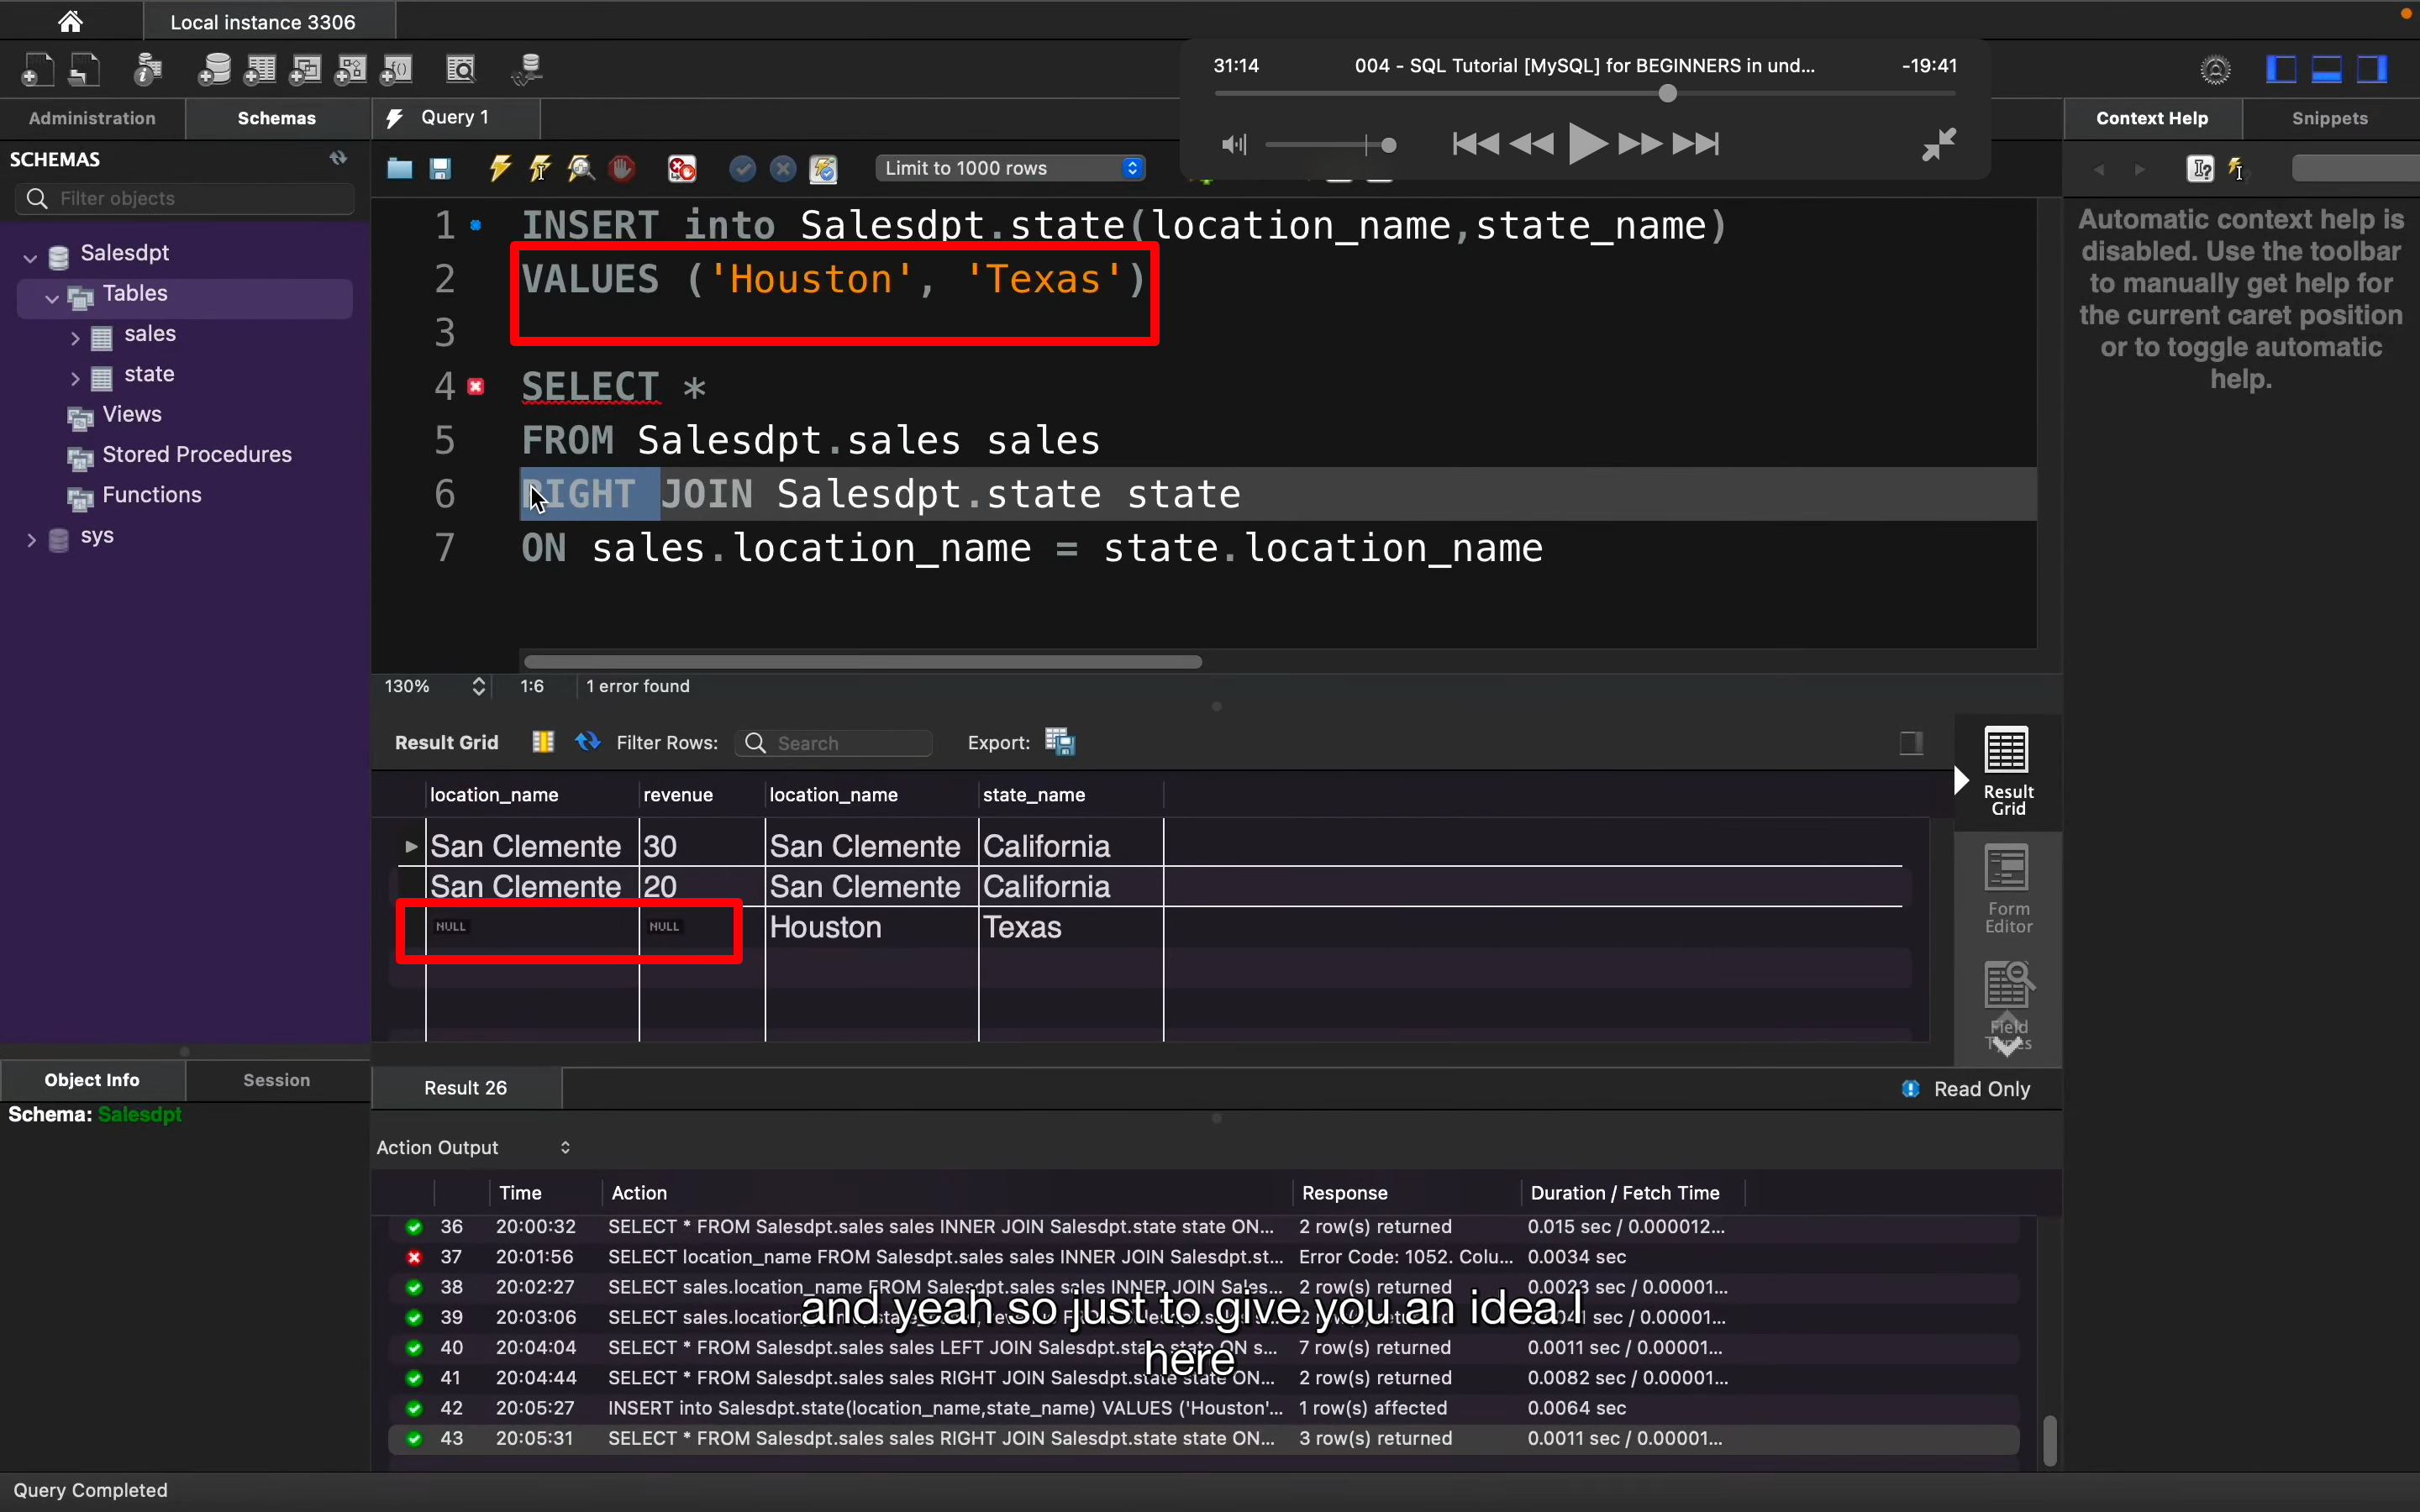 Local instance 3306
31:14 004 - SQL Tutorial [MySQL] for BEGINNERS in und... -19:41
Administration Schemas Query 1 Context Help Snippets
SCHEMAS
Limit to 1000 rows
Filter objects
Salesdpt
Tables
sales
state
Views
Stored Procedures
Functions
sys
1 INSERT into Salesdpt.state(location_name,state_name)
2 VALUES ('Houston', 'Texas')
3
4 SELECT *
5 FROM Salesdpt.sales sales
6 RIGHT JOIN Salesdpt.state state
7 ON sales.location_name = state.location_name
Automatic context help is
disabled. Use the toolbar
to manually get help for
the current caret position
or to toggle automatic
help.
130% 1:6 1 error found
Result Grid Filter Rows: Search Export:
location_name revenue location_name state_name
San Clemente 30 San Clemente California
San Clemente 20 San Clemente California
NULL NULL Houston Texas
Result
Grid
Form
Editor
Field
Types
Object Info Session
Schema: Salesdpt
Result 26 Read Only
Action Output
Time Action Response Duration / Fetch Time
36 20:00:32 SELECT * FROM Salesdpt.sales sales INNER JOIN Salesdpt.state state ON... 2 row(s) returned 0.015 sec / 0.000012...
37 20:01:56 SELECT location_name FROM Salesdpt.sales sales INNER JOIN Salesdpt.st... Error Code: 1052. Colu... 0.0034 sec
38 20:02:27 SELECT sales.location_name FROM Salesdpt.sales sales INNER JOIN Sales... 2 row(s) returned 0.0023 sec / 0.00001...
39 20:03:06 SELECT sec / 0.00001...
40 20:04:04 SELECT * FROM Salesdpt.sales sales LEFT JOIN Salesdpt.state state ON s... 7 row(s) returned 0.0011 sec / 0.00001...
41 20:04:44 SELECT * FROM Salesdpt.sales sales RIGHT JOIN Salesdpt.state state ON... 2 row(s) returned 0.0082 sec / 0.00001...
42 20:05:27 INSERT into Salesdpt.state(location_name,state_name) VALUES ('Houston'... 1 row(s) affected 0.0064 sec
43 20:05:31 SELECT * FROM Salesdpt.sales sales RIGHT JOIN Salesdpt.state state ON... 3 row(s) returned 0.0011 sec / 0.00001...
and yeah so just to give you an idea I
here
Query Completed